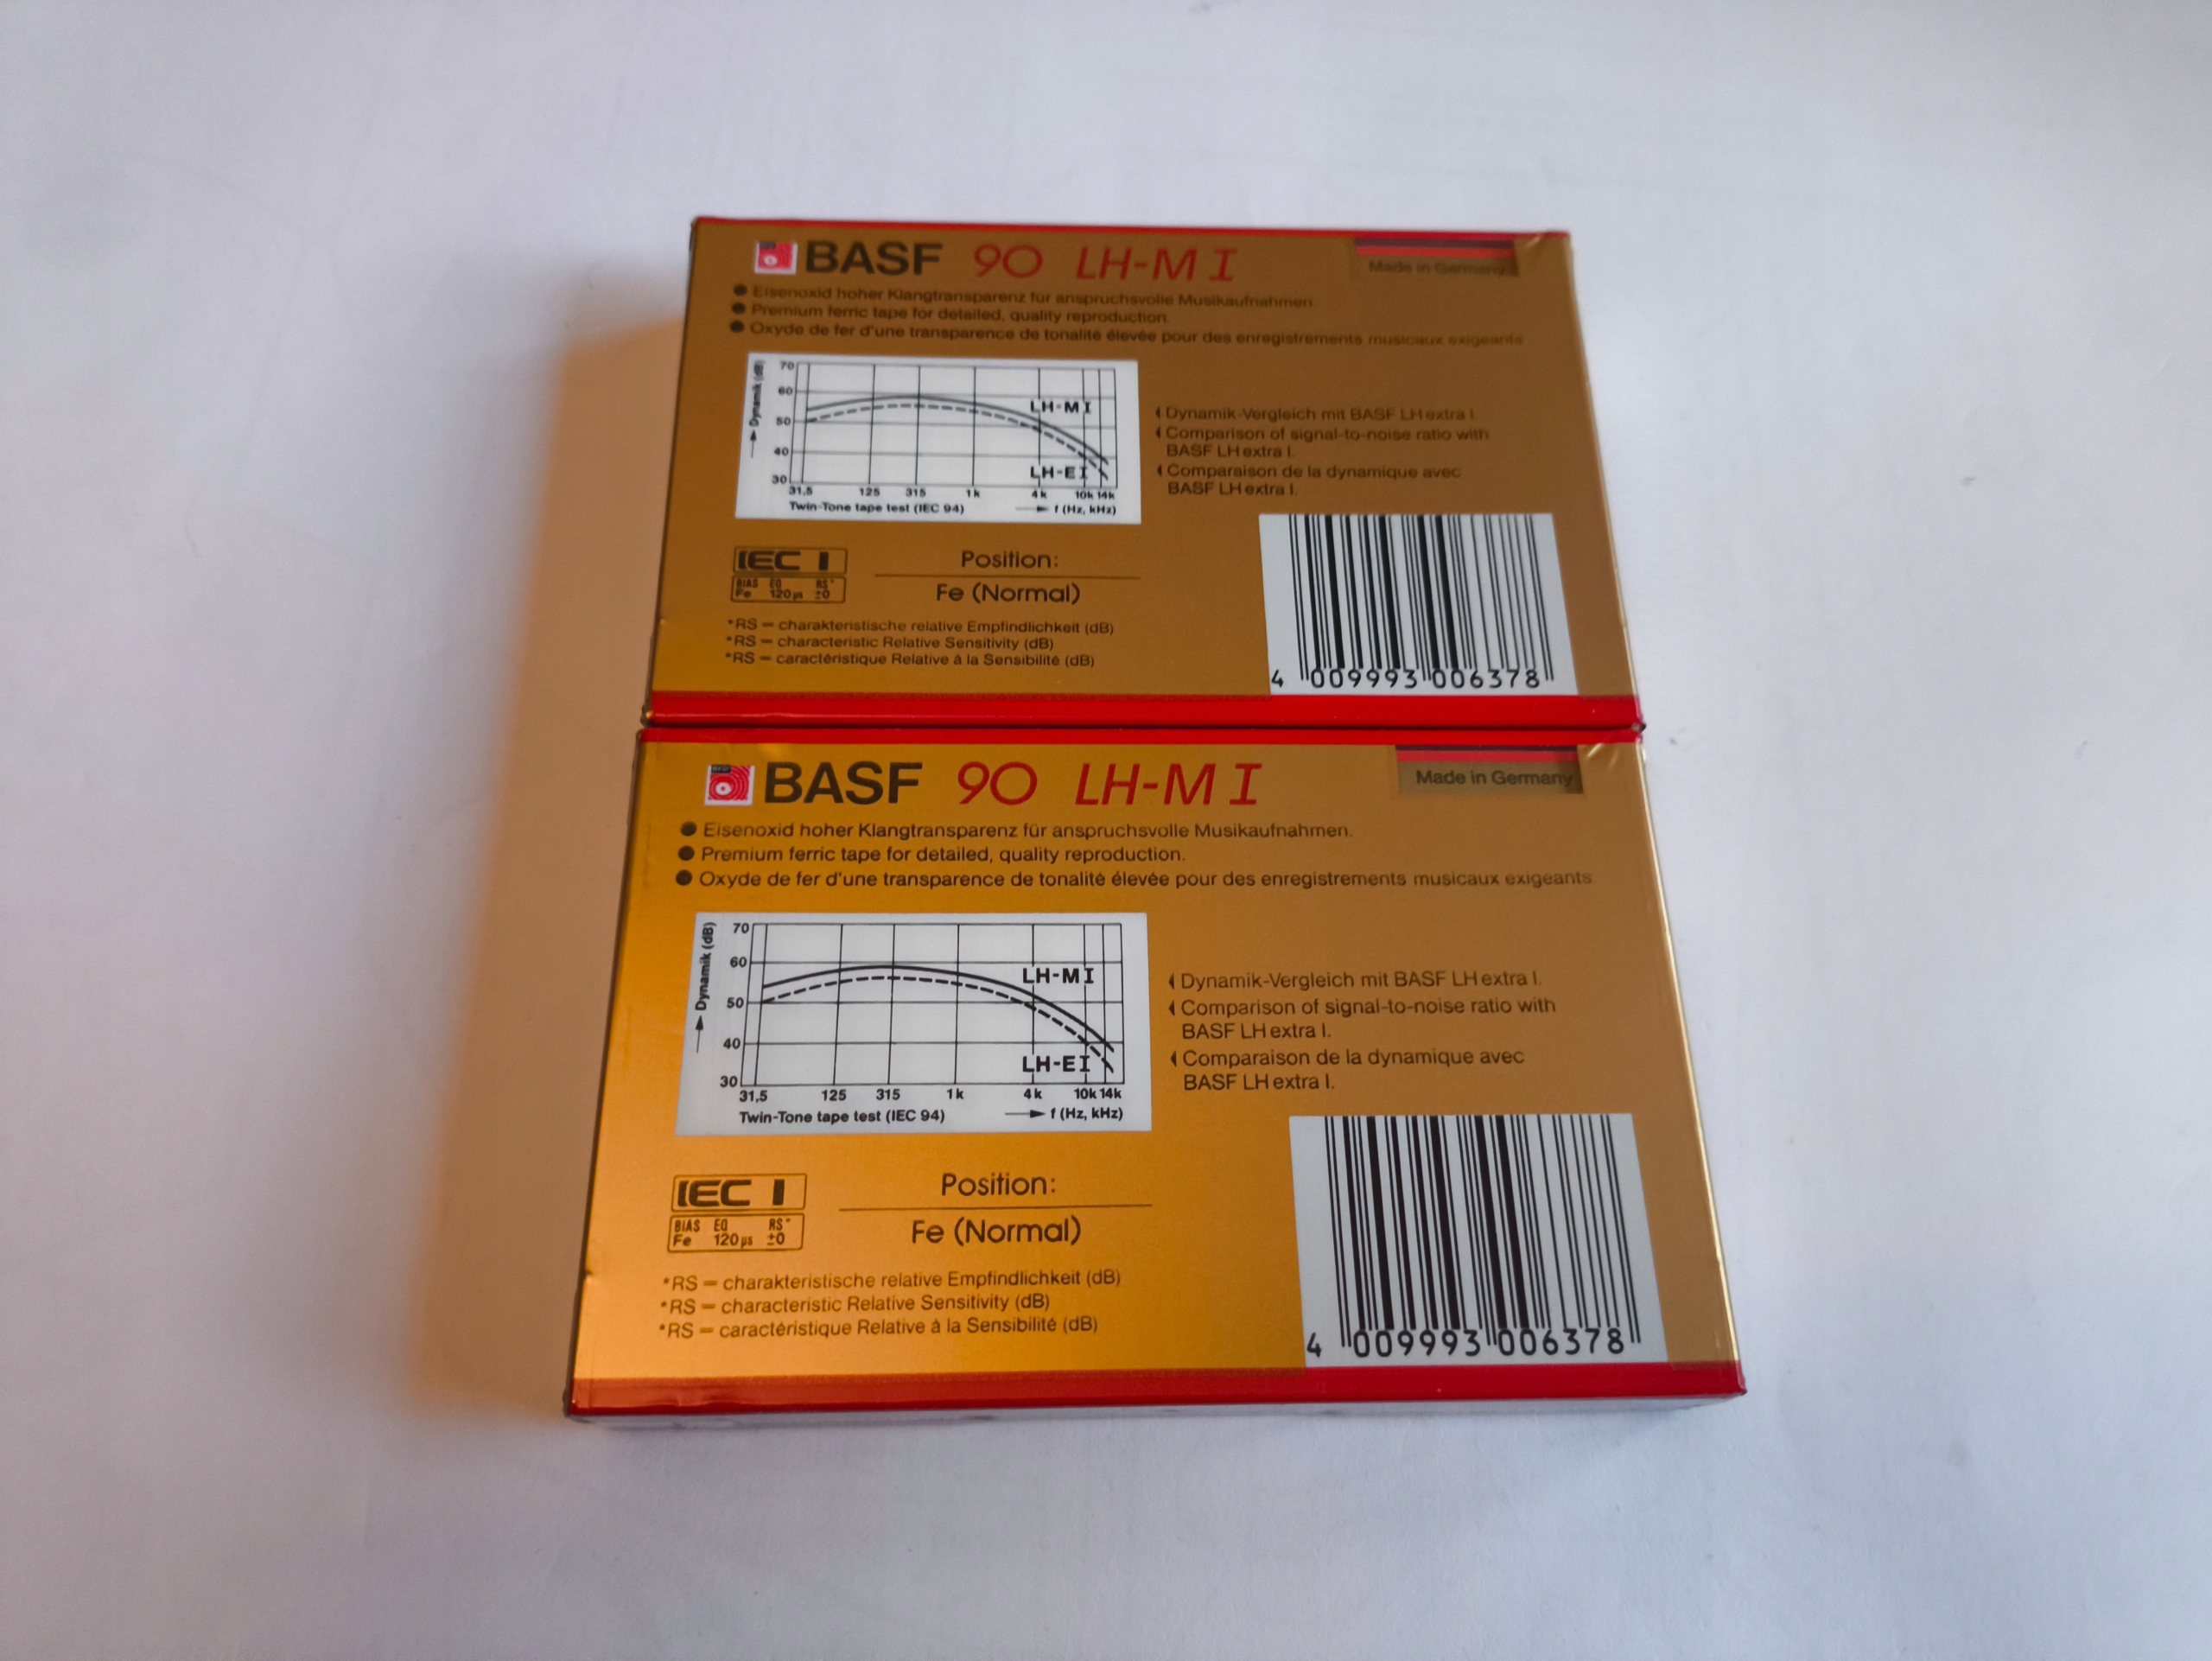 BASF 90 LH-M I
Made in Germany
Eisenoxid hoher Klangtransparenz für anspruchsvolle Musikaufnahmen.
Premium ferric tape for detailed, quality reproduction.
Oxyde de fer d'une transparence de tonalité élevée pour des enregistrements musicaux exigeants
Dynamik (dB)
70
60
50
40
30
LH-M I
LH-E I
31,5 125 315 1k 4k 10k 14k
Twin-Tone tape test (IEC 94) f (Hz, kHz)
Dynamik-Vergleich mit BASF LH extra I.
Comparison of signal-to-noise ratio with
BASF LH extra I.
Comparaison de la dynamique avec
BASF LH extra I.
IEC I
BIAS EQ RS*
Fe 120 µs ±0
Position:
Fe (Normal)
*RS = charakteristische relative Empfindlichkeit (dB)
*RS = characteristic Relative Sensitivity (dB)
*RS = caractéristique Relative à la Sensibilité (dB)
4 009993 006378
BASF 90 LH-M I
Made in Germany
Eisenoxid hoher Klangtransparenz für anspruchsvolle Musikaufnahmen.
Premium ferric tape for detailed, quality reproduction.
Oxyde de fer d'une transparence de tonalité élevée pour des enregistrements musicaux exigeants
Dynamik (dB)
70
60
50
40
30
LH-M I
LH-E I
31,5 125 315 1k 4k 10k 14k
Twin-Tone tape test (IEC 94) f (Hz, kHz)
Dynamik-Vergleich mit BASF LH extra I.
Comparison of signal-to-noise ratio with
BASF LH extra I.
Comparaison de la dynamique avec
BASF LH extra I.
IEC I
BIAS EQ RS*
Fe 120 µs ±0
Position:
Fe (Normal)
*RS = charakteristische relative Empfindlichkeit (dB)
*RS = characteristic Relative Sensitivity (dB)
*RS = caractéristique Relative à la Sensibilité (dB)
4 009993 006378